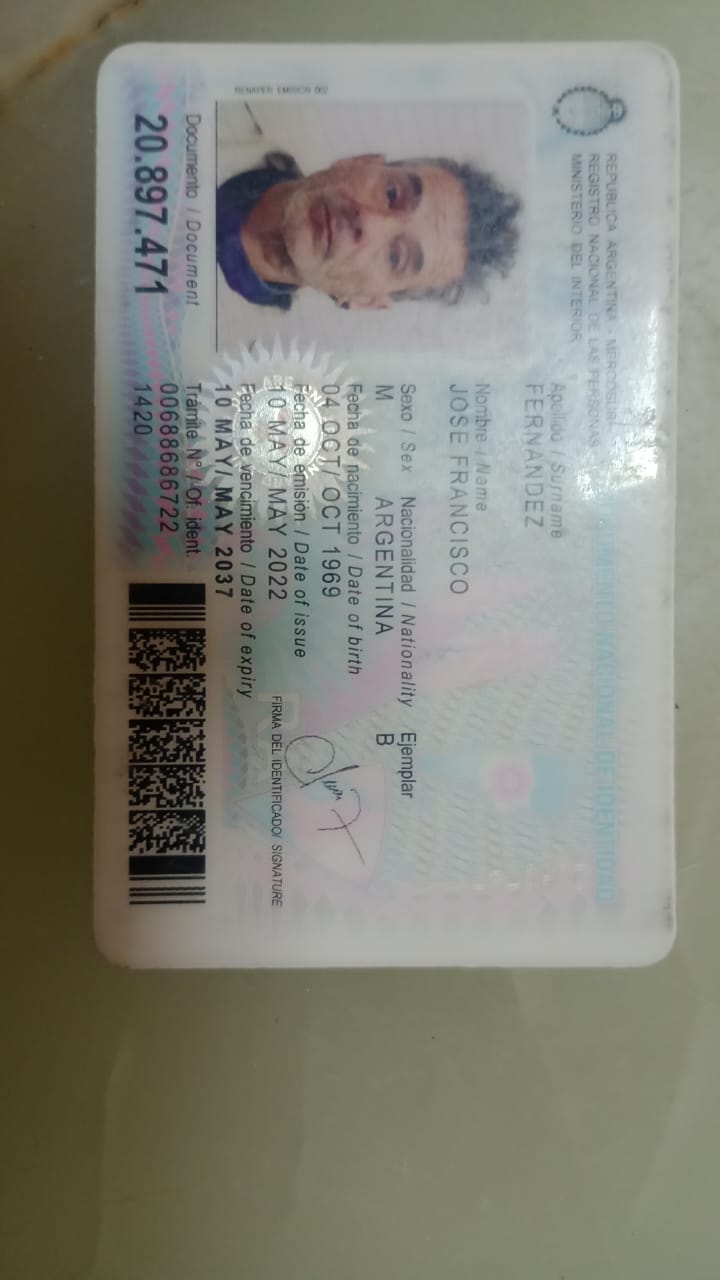 REPUBLICA ARGENTINA - MERCOSUR
REGISTRO NACIONAL DE LAS PERSONAS
MINISTERIO DEL INTERIOR
DOCUMENTO NACIONAL DE IDENTIDAD
RENAPER EMISION 002
Apellido / Surname
FERNANDEZ
Nombre / Name
JOSE FRANCISCO
Sexo / Sex Nacionalidad / Nationality Ejemplar
M ARGENTINA B
Fecha de nacimiento / Date of birth
04 OCT/ OCT 1969
Fecha de emisión / Date of issue
10 MAY/ MAY 2022
Fecha de vencimiento / Date of expiry
10 MAY/ MAY 2037
FIRMA DEL IDENTIFICADO/ SIGNATURE
Documento / Document
20.897.471
Trámite N° / Of. ident.
00688686722
1420